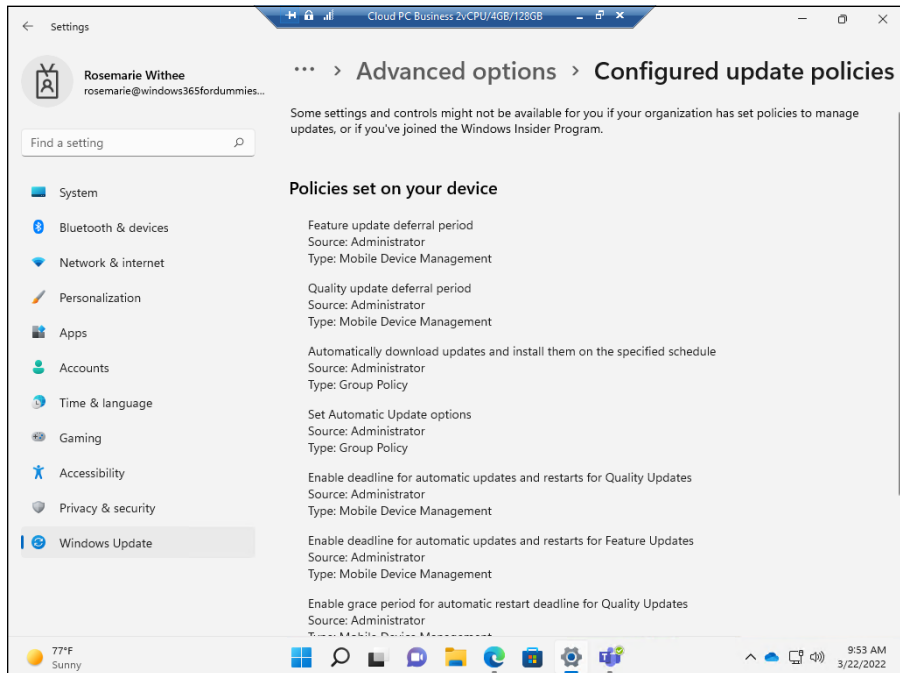 Settings
Cloud PC Business 2vCPU/4GB/128GB
Rosemarie Withee
rosemarie@windows365fordummies...
Find a setting
System
Bluetooth & devices
Network & internet
Personalization
Apps
Accounts
Time & language
Gaming
Accessibility
Privacy & security
Windows Update
... > Advanced options > Configured update policies
Some settings and controls might not be available for you if your organization has set policies to manage
updates, or if you've joined the Windows Insider Program.
Policies set on your device
Feature update deferral period
Source: Administrator
Type: Mobile Device Management
Quality update deferral period
Source: Administrator
Type: Mobile Device Management
Automatically download updates and install them on the specified schedule
Source: Administrator
Type: Group Policy
Set Automatic Update options
Source: Administrator
Type: Group Policy
Enable deadline for automatic updates and restarts for Quality Updates
Source: Administrator
Type: Mobile Device Management
Enable deadline for automatic updates and restarts for Feature Updates
Source: Administrator
Type: Mobile Device Management
Enable grace period for automatic restart deadline for Quality Updates
Source: Administrator
Type: Mobile Device Management
77°F
Sunny
9:53 AM
3/22/2022